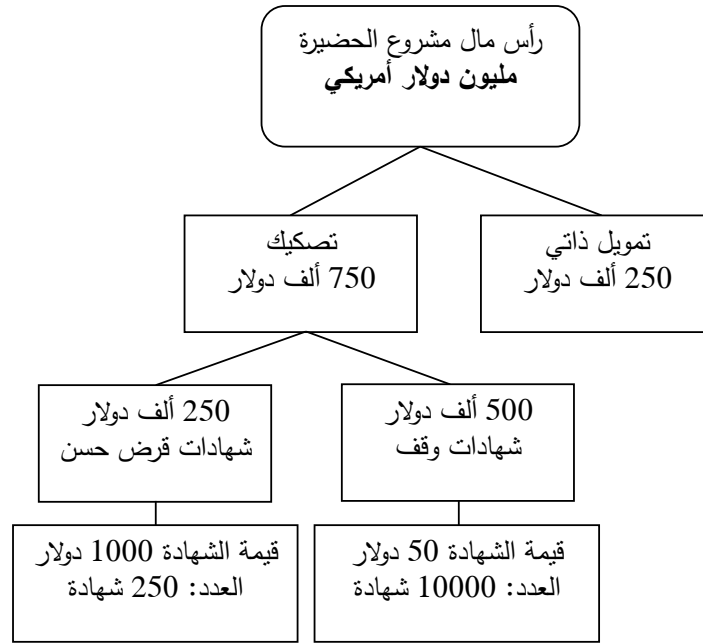 رأس مال مشروع الحضيرة
مليون دولار أمريكي
تمويل ذاتي
250 ألف دولار
تصكيك
750 ألف دولار
500 ألف دولار
شهادات وقف
250 ألف دولار
شهادات قرض حسن
قيمة الشهادة 50 دولار
العدد: 10000 شهادة
قيمة الشهادة 1000 دولار
العدد: 250 شهادة